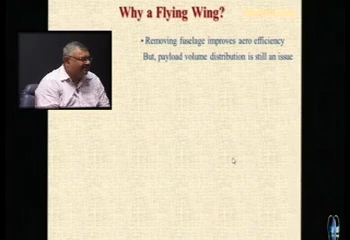 Why a Flying Wing?
• Removing fuselage improves aero efficiency
But, payload volume distribution is still an issue